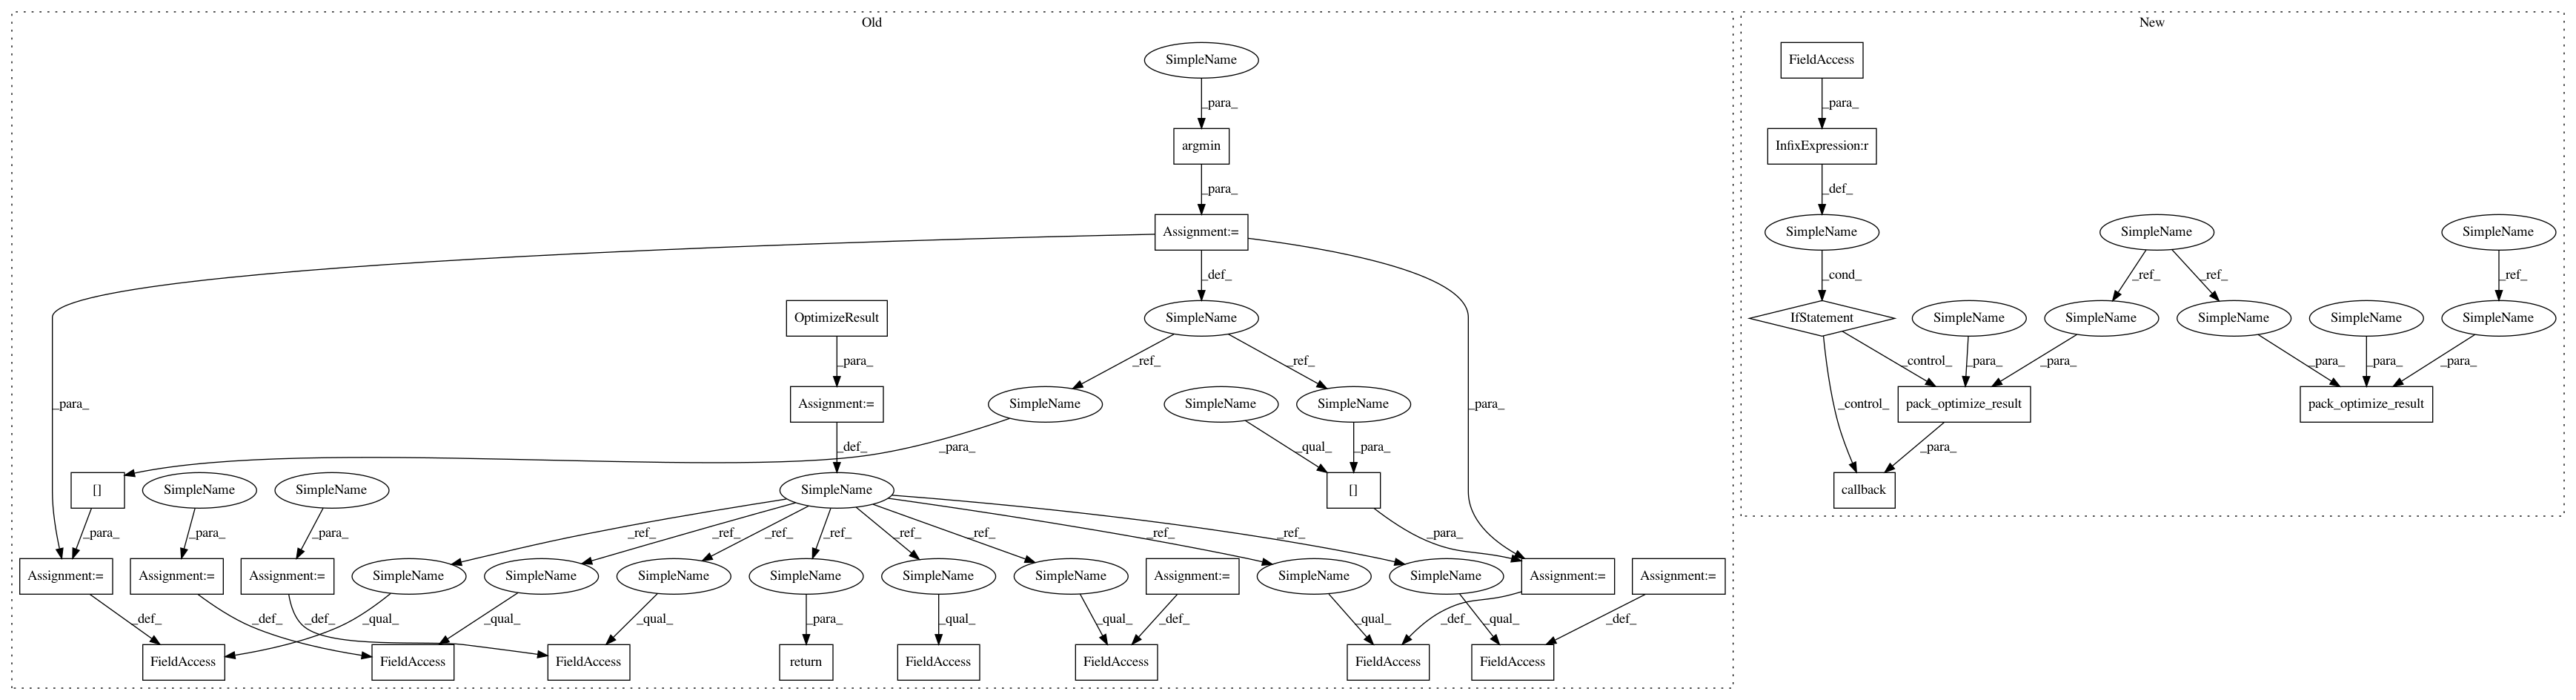 Old
New
SimpleName
FieldAccess
_para_
_para_
argmin
InfixExpression:r
_para_
_def_
Assignment:=
SimpleName
SimpleName
SimpleName
_def_
_cond_
_ref_
_ref_
_ref_
OptimizeResult
SimpleName
IfStatement
SimpleName
SimpleName
SimpleName
SimpleName
SimpleName
_para_
_ref_
_ref_
_control_
_para_
_para_
_para_
_para_
_para_
Assignment:=
SimpleName
SimpleName
SimpleName
_para_
_control_
pack_optimize_result
pack_optimize_result
_def_
_para_
_qual_
_para_
_para_
[]
SimpleName
SimpleName
SimpleName
[]
callback
_para_
_para_
_para_
_ref_
_ref_
_ref_
_ref_
_ref_
_ref_
_ref_
_ref_
_para_
Assignment:=
Assignment:=
Assignment:=
SimpleName
SimpleName
SimpleName
SimpleName
SimpleName
SimpleName
Assignment:=
SimpleName
SimpleName
Assignment:=
Assignment:=
_def_
_def_
_def_
_qual_
_qual_
_qual_
_para_
_qual_
_qual_
_def_
_qual_
_def_
_qual_
_def_
FieldAccess
FieldAccess
FieldAccess
return
FieldAccess
FieldAccess
FieldAccess
FieldAccess